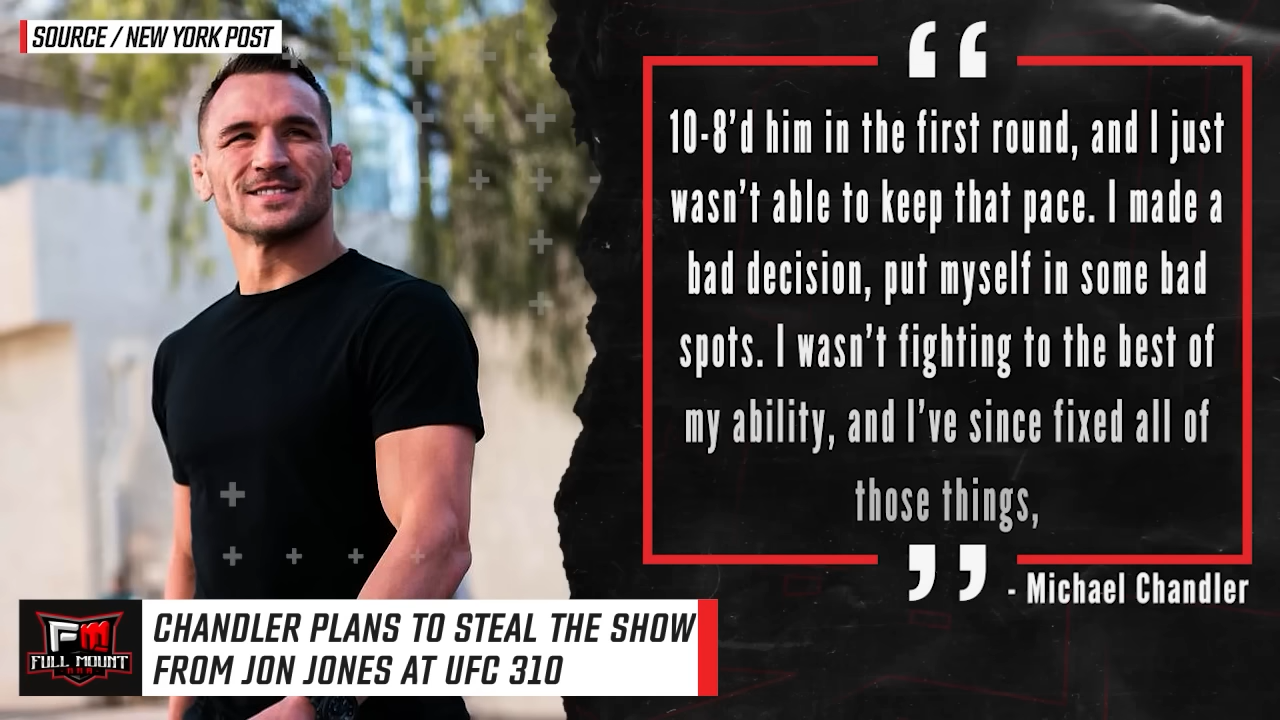 SOURCE / NEW YORK POST
“
10-8’d him in the first round, and I just
wasn’t able to keep that pace. I made a
bad decision, put myself in some bad
spots. I wasn’t fighting to the best of
my ability, and I’ve since fixed all of
those things,
”
- Michael Chandler
FM
FULL MOUNT
CHANDLER PLANS TO STEAL THE SHOW
FROM JON JONES AT UFC 310